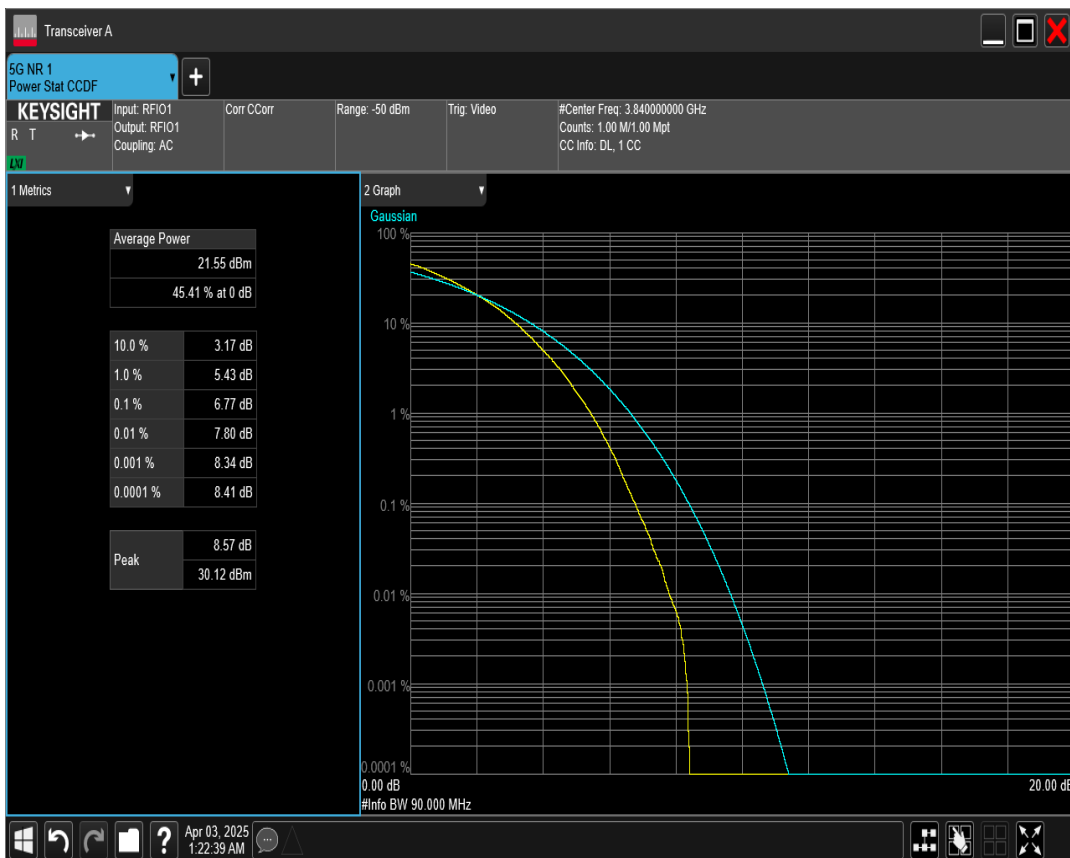 Transceiver A
5G NR 1
Power Stat CCDF
+
KEYSIGHT
R T
LXI
Input: RFIO1
Output: RFIO1
Coupling: AC
Corr CCorr
Range: -50 dBm
Trig: Video
#Center Freq: 3.840000000 GHz
Counts: 1.00 M/1.00 Mpt
CC Info: DL, 1 CC
1 Metrics
Average Power
21.55 dBm
45.41 % at 0 dB
10.0 % 3.17 dB
1.0 % 5.43 dB
0.1 % 6.77 dB
0.01 % 7.80 dB
0.001 % 8.34 dB
0.0001 % 8.41 dB
Peak
8.57 dB
30.12 dBm
2 Graph
Gaussian
100 %
10 %
1 %
0.1 %
0.01 %
0.001 %
0.0001 %
0.00 dB
20.00 dB
#Info BW 90.000 MHz
?
Apr 03, 2025
1:22:39 AM